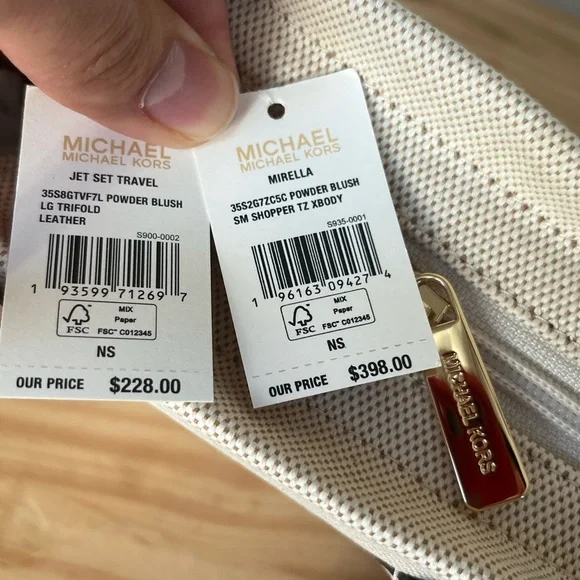 MICHAEL
MICHAEL KORS
JET SET TRAVEL
35S8GTVF7L POWDER BLUSH
LG TRIFOLD
LEATHER
S900-0002
1 93599 71269 7
FSC
MIX
Paper
FSC™ C012345
NS
OUR PRICE $228.00
MICHAEL
MICHAEL KORS
MIRELLA
35S2G7ZC5C POWDER BLUSH
SM SHOPPER TZ XBODY
S935-0001
1 96163 09427 4
FSC
MIX
Paper
FSC™ C012345
NS
OUR PRICE $398.00
MICHAEL KORS